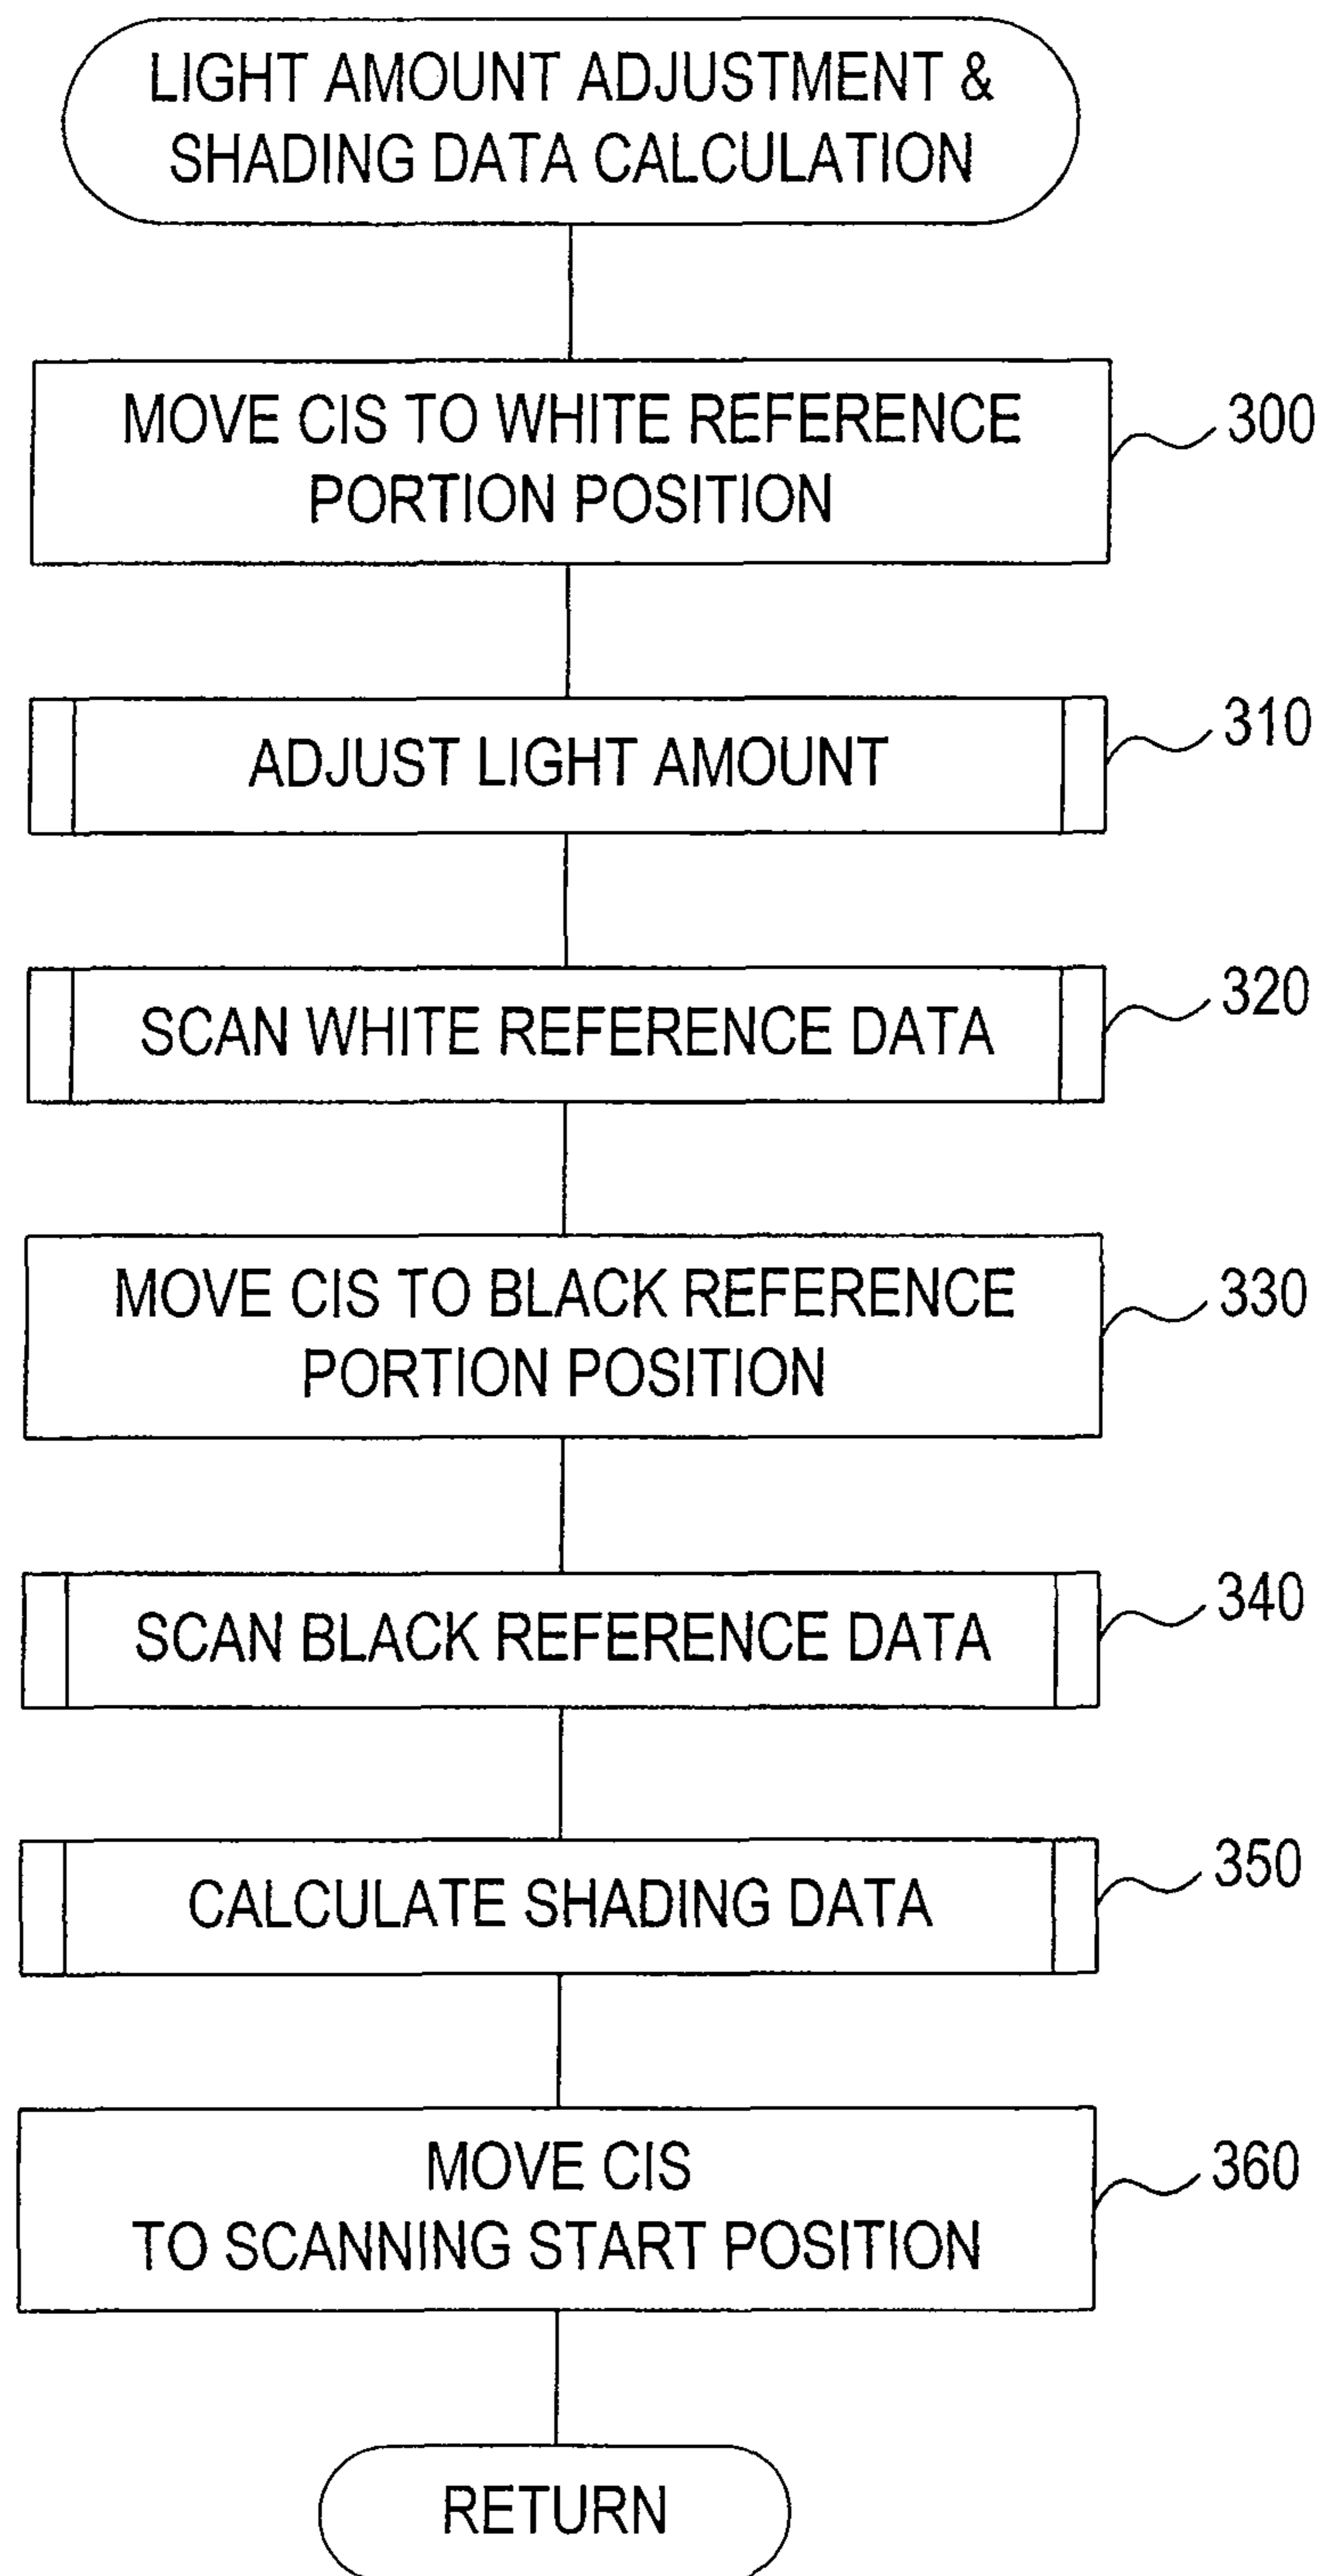 LIGHT AMOUNT ADJUSTMENT &
SHADING DATA CALCULATION
MOVE CIS TO WHITE REFERENCE
PORTION POSITION
300
ADJUST LIGHT AMOUNT
310
SCAN WHITE REFERENCE DATA
320
MOVE CIS TO BLACK REFERENCE
PORTION POSITION
330
SCAN BLACK REFERENCE DATA
340
CALCULATE SHADING DATA
350
MOVE CIS
TO SCANNING START POSITION
360
RETURN